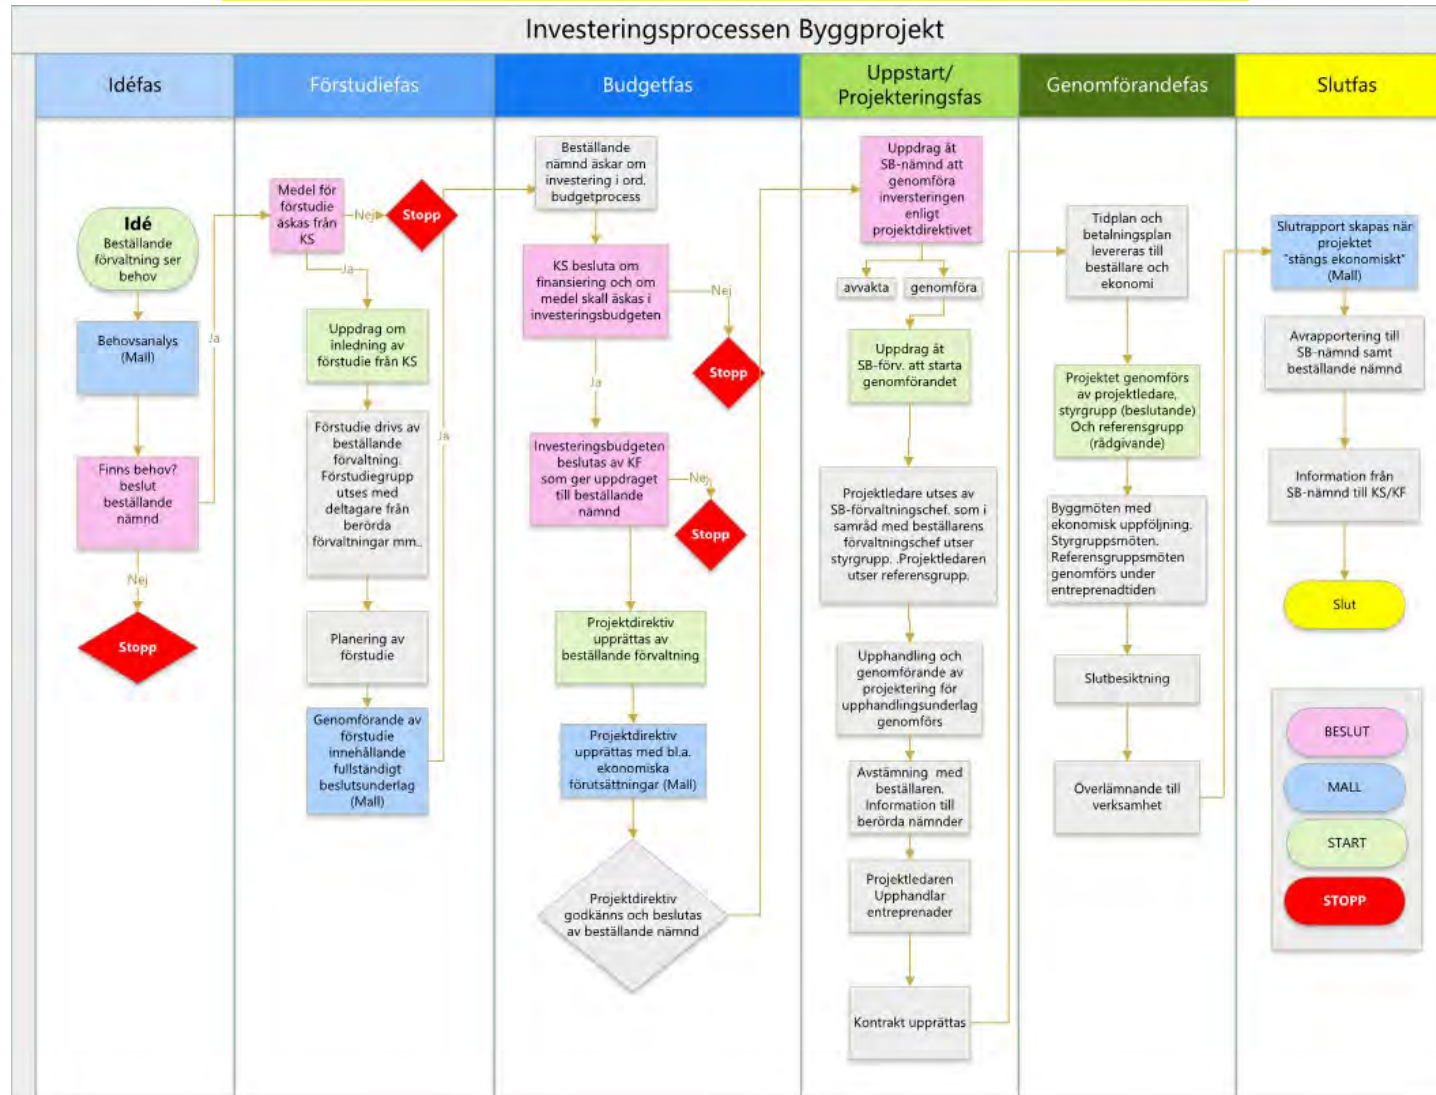 Investeringsprocessen Byggprojekt
Idéfas
Förstudiefas
Budgetfas
Uppstart/
Projekteringsfas
Genomförandefas
Slutfas
Idé
Beställande
förvaltning ser
behov
Behovsanalys
(Mall)
Finns behov?
beslut
beställande
nämnd
Ja
Nej
Stopp
Medel för
förstudie
äskas från
KS
Nej
Stopp
Ja
Uppdrag om
inledning av
förstudie från KS
Förstudie drivs av
beställande
förvaltning.
Förstudiegrupp
utses med
deltagare från
berörda
förvaltningar mm..
Planering av
förstudie
Genomförande av
förstudie
innehållande
fullständigt
beslutsunderlag
(Mall)
Ja
Beställande
nämnd äskar om
investering i ord.
budgetprocess
KS besluta om
finansiering och om
medel skall äskas i
investeringsbudgeten
Nej
Stopp
Ja
Investeringsbudgeten
beslutas av KF
som ger uppdraget
till beställande
nämnd
Nej
Stopp
Projektdirektiv
upprättas av
beställande förvaltning
Projektdirektiv
upprättas med bl.a.
ekonomiska
förutsättningar (Mall)
Projektdirektiv
godkänns och beslutas
av beställande nämnd
Uppdrag åt
SB-nämnd att
genomföra
inversteringen
enligt
projektdirektivet
avvakta
genomföra
Uppdrag åt
SB-förv. att starta
genomförandet
Projektledare utses av
SB-förvaltningschef. som i
samråd med beställarens
förvaltningschef utser
styrgrupp. .Projektledaren
utser referensgrupp.
Upphandling och
genomförande av
projektering för
upphandlingsunderlag
genomförs
Avstämning med
beställaren.
Information till
berörda nämnder
Projektledaren
Upphandlar
entreprenader
Kontrakt upprättas
Tidplan och
betalningsplan
levereras till
beställare och
ekonomi
Projektet genomförs
av projektledare,
styrgrupp (beslutande)
Och referensgrupp
(rådgivande)
Byggmöten med
ekonomisk uppföljning.
Styrgruppsmöten.
Referensgruppsmöten
genomförs under
entreprenadtiden
Slutbesiktning
Överlämnande till
verksamhet
Slutrapport skapas när
projektet
"stängs ekonomiskt"
(Mall)
Avrapportering till
SB-nämnd samt
beställande nämnd
Information från
SB-nämnd till KS/KF
Slut
BESLUT
MALL
START
STOPP